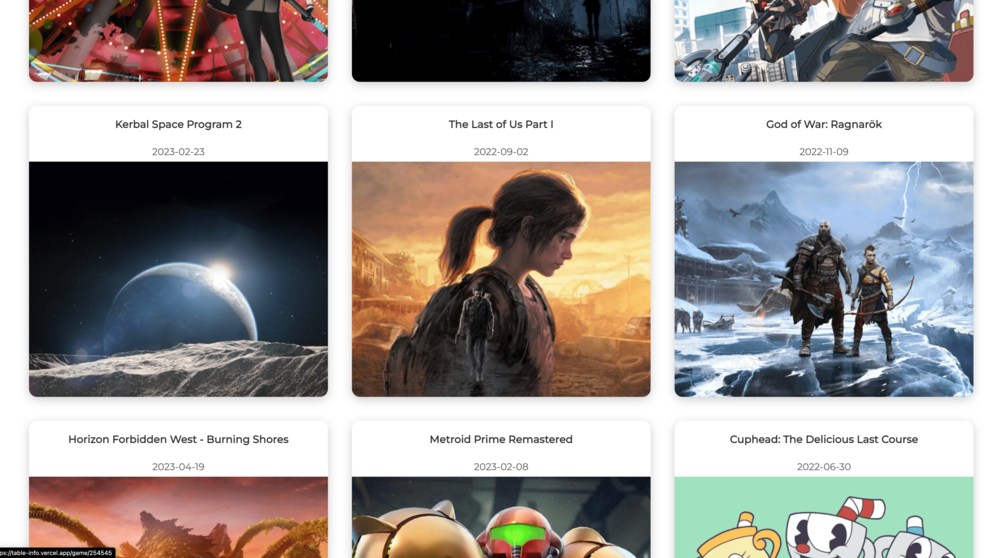 Kerbal Space Program 2
2023-02-23
The Last of Us Part I
2022-09-02
God of War: Ragnarök
2022-11-09
Horizon Forbidden West - Burning Shores
2023-04-19
Metroid Prime Remastered
2023-02-08
Cuphead: The Delicious Last Course
2022-06-30
ps://table-info.vercel.app/game/254545